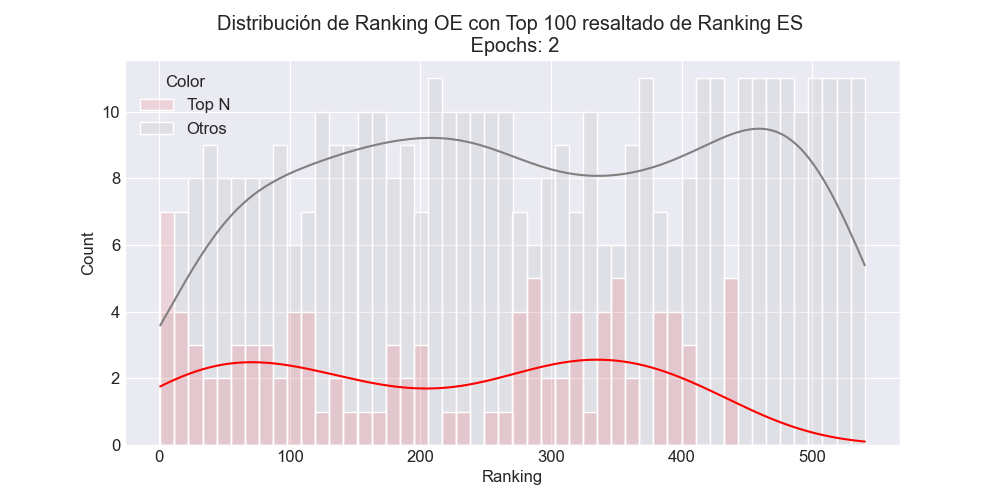 Distribución de Ranking OE con Top 100 resaltado de Ranking ES
Epochs: 2
Color
Top N
Otros
10
8
6
4
2
0
Count
0 100 200 300 400 500
Ranking